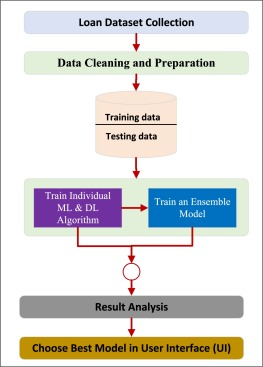 Loan Dataset Collection
Data Cleaning and Preparation
Training data
Testing data
Train Individual
ML & DL
Algorithm
Train an Ensemble
Model
Result Analysis
Choose Best Model in User Interface (UI)